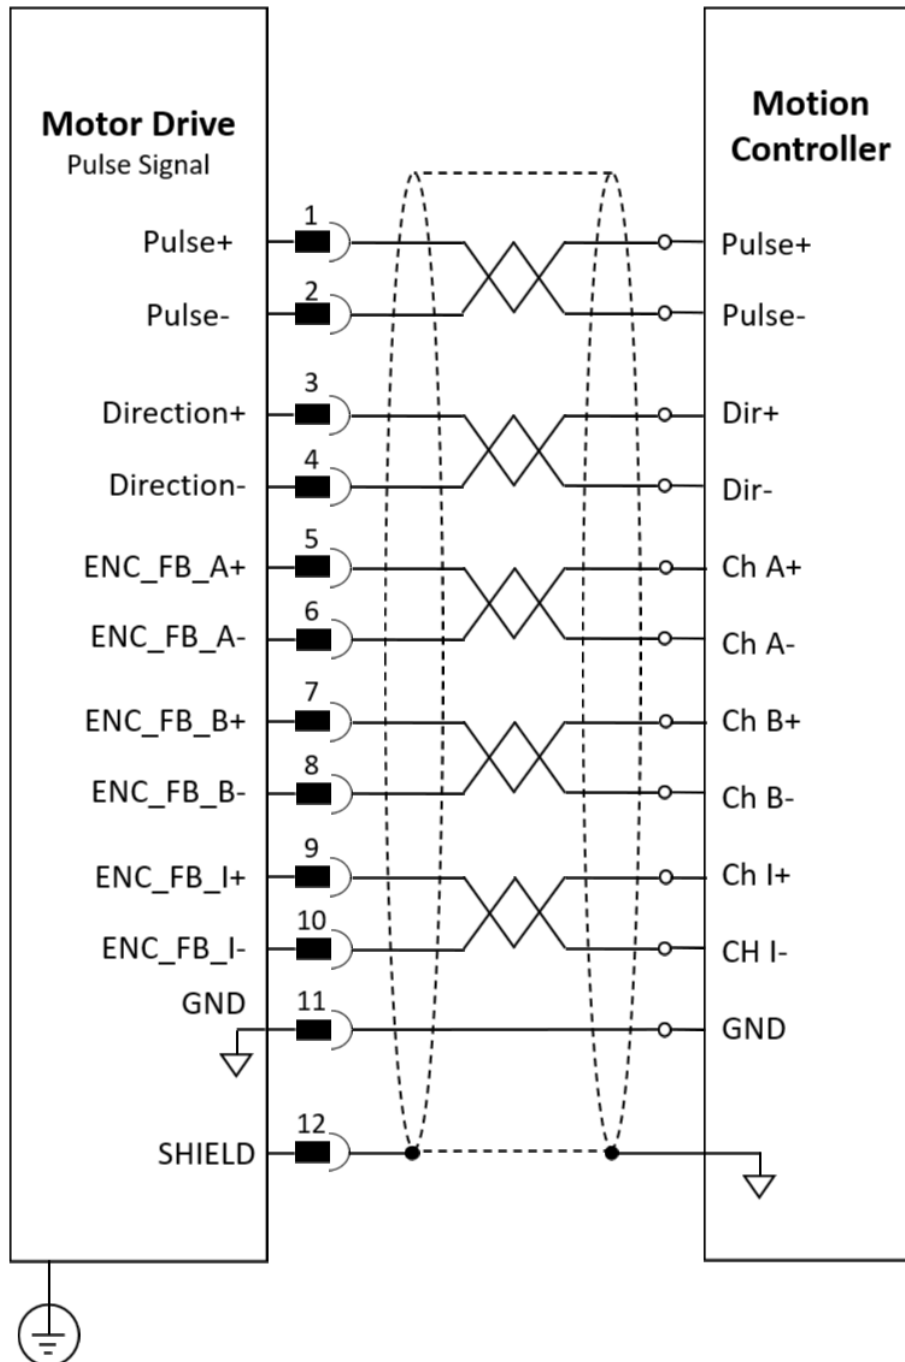 Motor Drive
Pulse Signal
Motion
Controller
1
Pulse+
Pulse+
2
Pulse-
Pulse-
3
Direction+
Dir+
4
Direction-
Dir-
5
ENC_FB_A+
Ch A+
6
ENC_FB_A-
Ch A-
7
ENC_FB_B+
Ch B+
8
ENC_FB_B-
Ch B-
9
ENC_FB_I+
Ch I+
10
ENC_FB_I-
CH I-
GND
11
GND
12
SHIELD